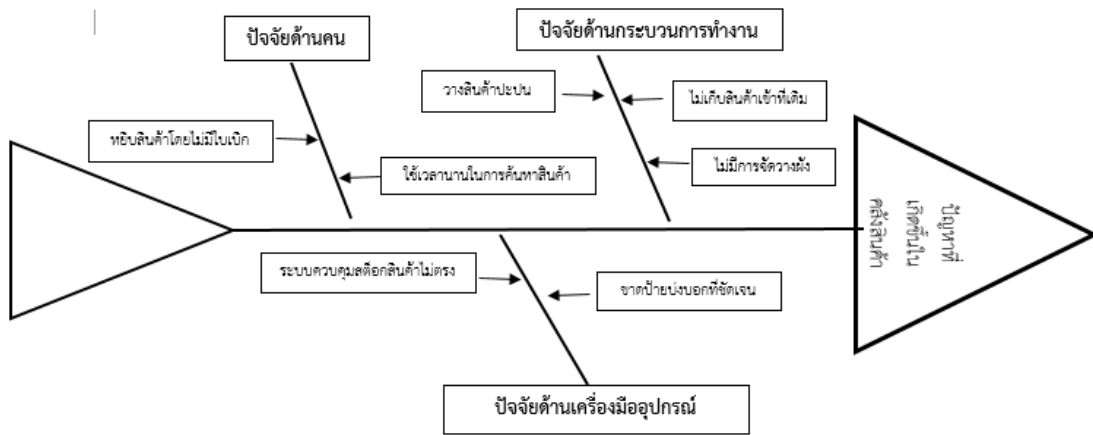 ปัจจัยด้านคน
ปัจจัยด้านกระบวนการทำงาน
วางสินค้าปะปน
ไม่เก็บสินค้าเข้าที่เดิม
หยิบสินค้าโดยไม่มีใบเบิก
ใช้เวลานานในการค้นหาสินค้า
ไม่มีการจัดวางผัง
ปัญหาที่
เกิดขึ้นใน
คลังสินค้า
ระบบควบคุมสต็อกสินค้าไม่ตรง
ขาดป้ายบ่งบอกที่ชัดเจน
ปัจจัยด้านเครื่องมืออุปกรณ์